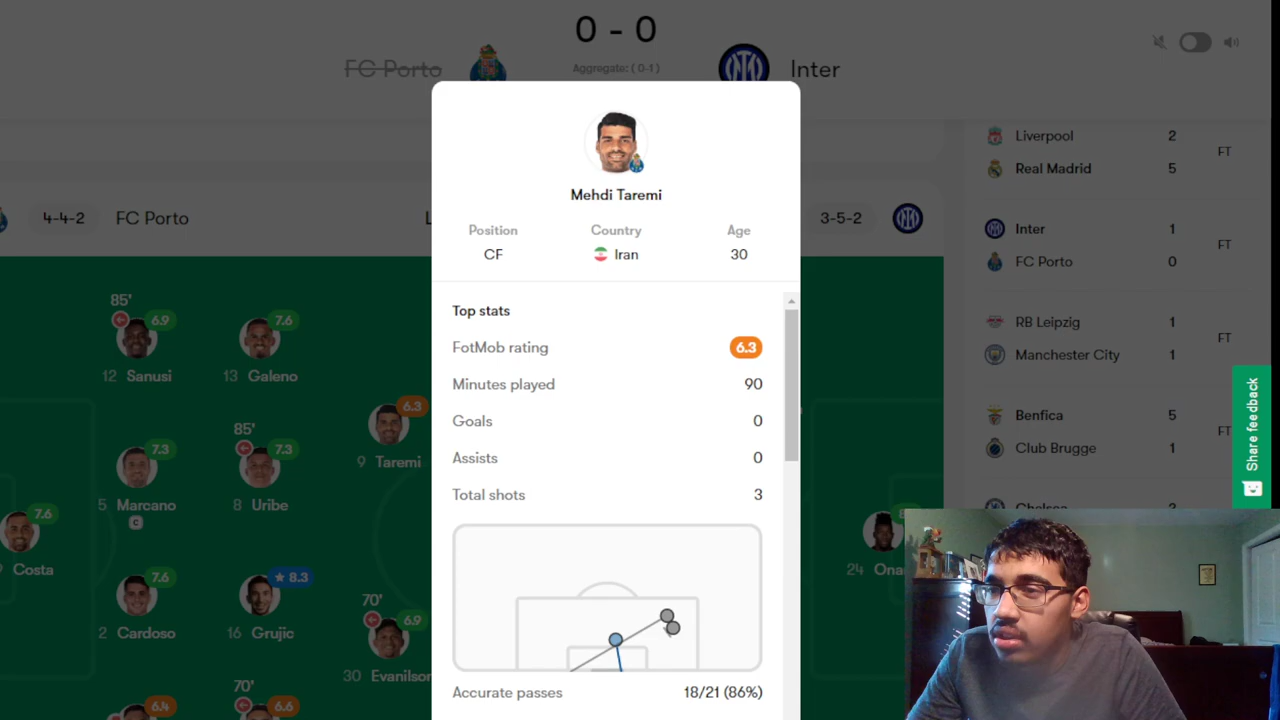 0 - 0
FC Porto
Aggregate: ( 0-1 )
Inter
Mehdi Taremi
Position
Country
Age
CF
Iran
30
Top stats
FotMob rating
6.3
Minutes played
90
Goals
0
Assists
0
Total shots
3
Accurate passes
18/21 (86%)
4-4-2
FC Porto
3-5-2
85'
6.9
12 Sanusi
7.6
13 Galeno
6.3
9 Taremi
7.3
5 Marcano
C
85'
7.3
8 Uribe
7.6
Costa
7.6
2 Cardoso
8.3
16 Grujic
70'
6.9
30 Evanilson
6.4
70'
6.6
24 Ona
Liverpool
2
Real Madrid
5
FT
Inter
1
FC Porto
0
FT
RB Leipzig
1
Manchester City
1
FT
Benfica
5
Club Brugge
1
FT
Chelsea
Share feedback